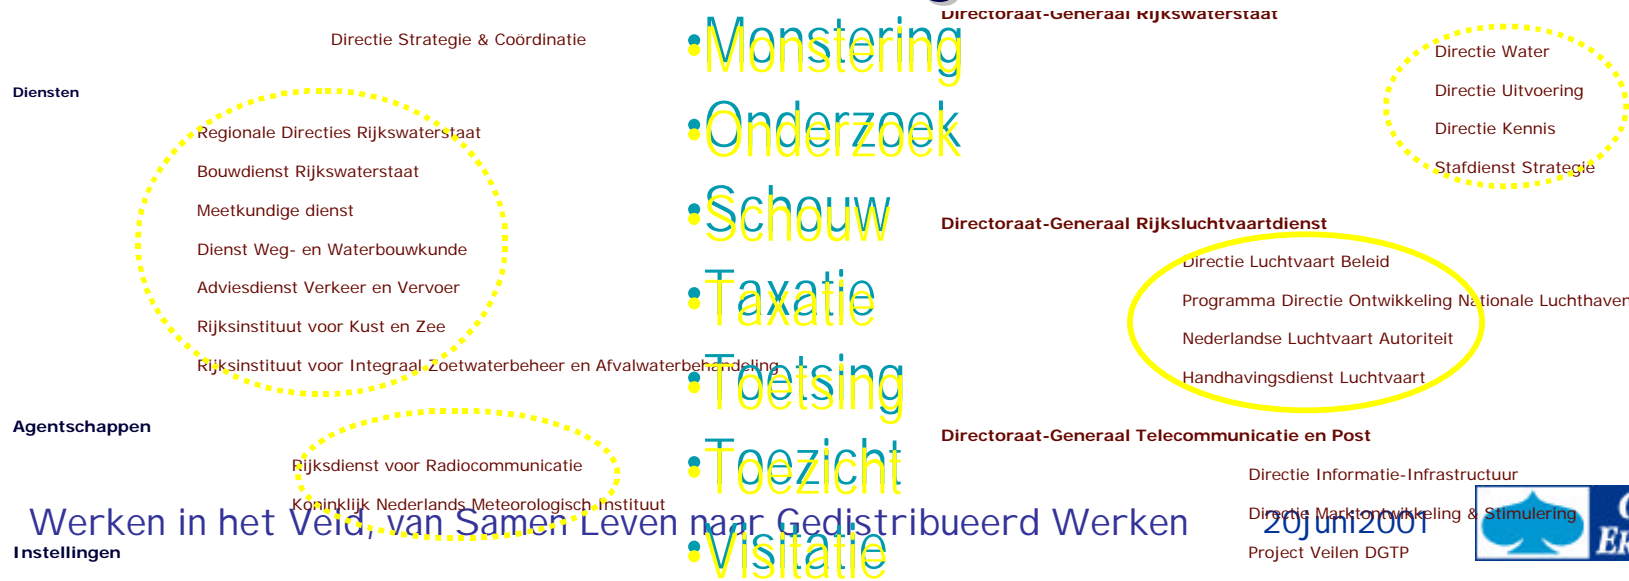 Directie Strategie & Coördinatie
Diensten
Regionale Directies Rijkswaterstaat
Bouwdienst Rijkswaterstaat
Meetkundige dienst
Dienst Weg- en Waterbouwkunde
Adviesdienst Verkeer en Vervoer
Rijksinstituut voor Kust en Zee
Rijksinstituut voor Integraal Zoetwaterbeheer en Afvalwaterbehandeling
Agentschappen
Rijksdienst voor Radiocommunicatie
Koninklijk Nederlands Meteorologisch Instituut
Instellingen
•Monstering
•Onderzoek
•Schouw
•Taxatie
•Toetsing
•Toezicht
•Visitatie
Directoraat-Generaal Rijkswaterstaat
Directie Water
Directie Uitvoering
Directie Kennis
Stafdienst Strategie
Directoraat-Generaal Rijksluchtvaartdienst
Directie Luchtvaart Beleid
Programma Directie Ontwikkeling Nationale Luchthaven
Nederlandse Luchtvaart Autoriteit
Handhavingsdienst Luchtvaart
Directoraat-Generaal Telecommunicatie en Post
Directie Informatie-Infrastructuur
Directie Marktontwikkeling & Stimulering
Project Veilen DGTP
Werken in het Veld, van Samen Leven naar Gedistribueerd Werken
20juni2001